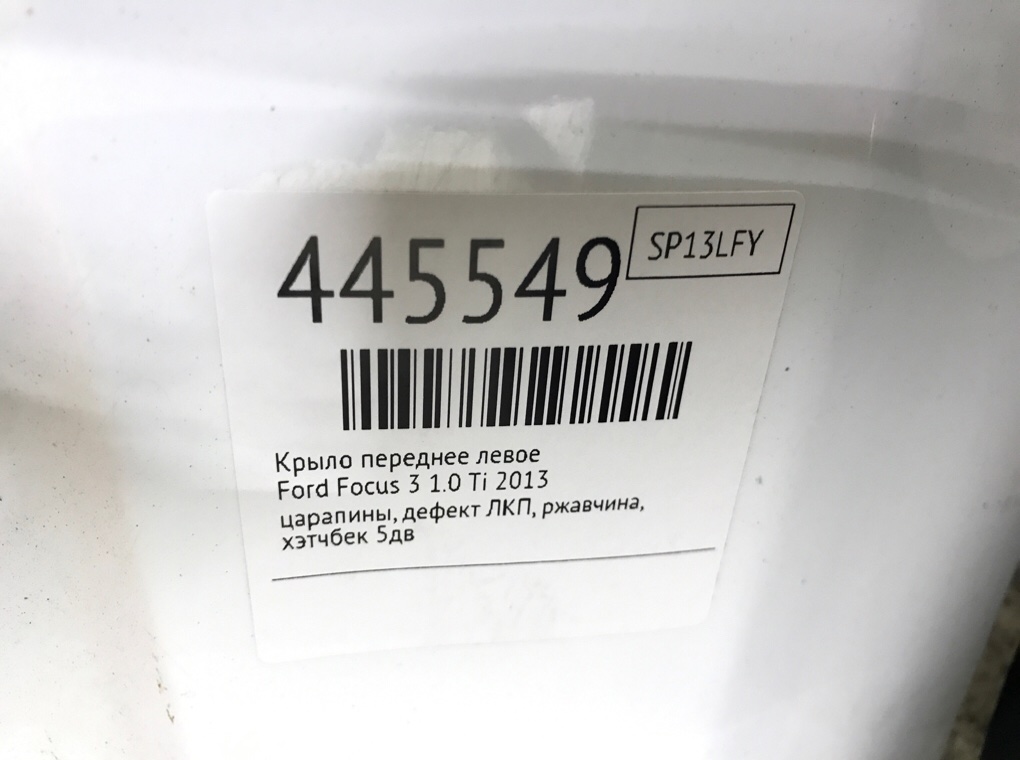 445549
SP13LFY
Крыло переднее левое
Ford Focus 3 1.0 Ti 2013
царапины, дефект ЛКП, ржавчина,
хэтчбек 5дв